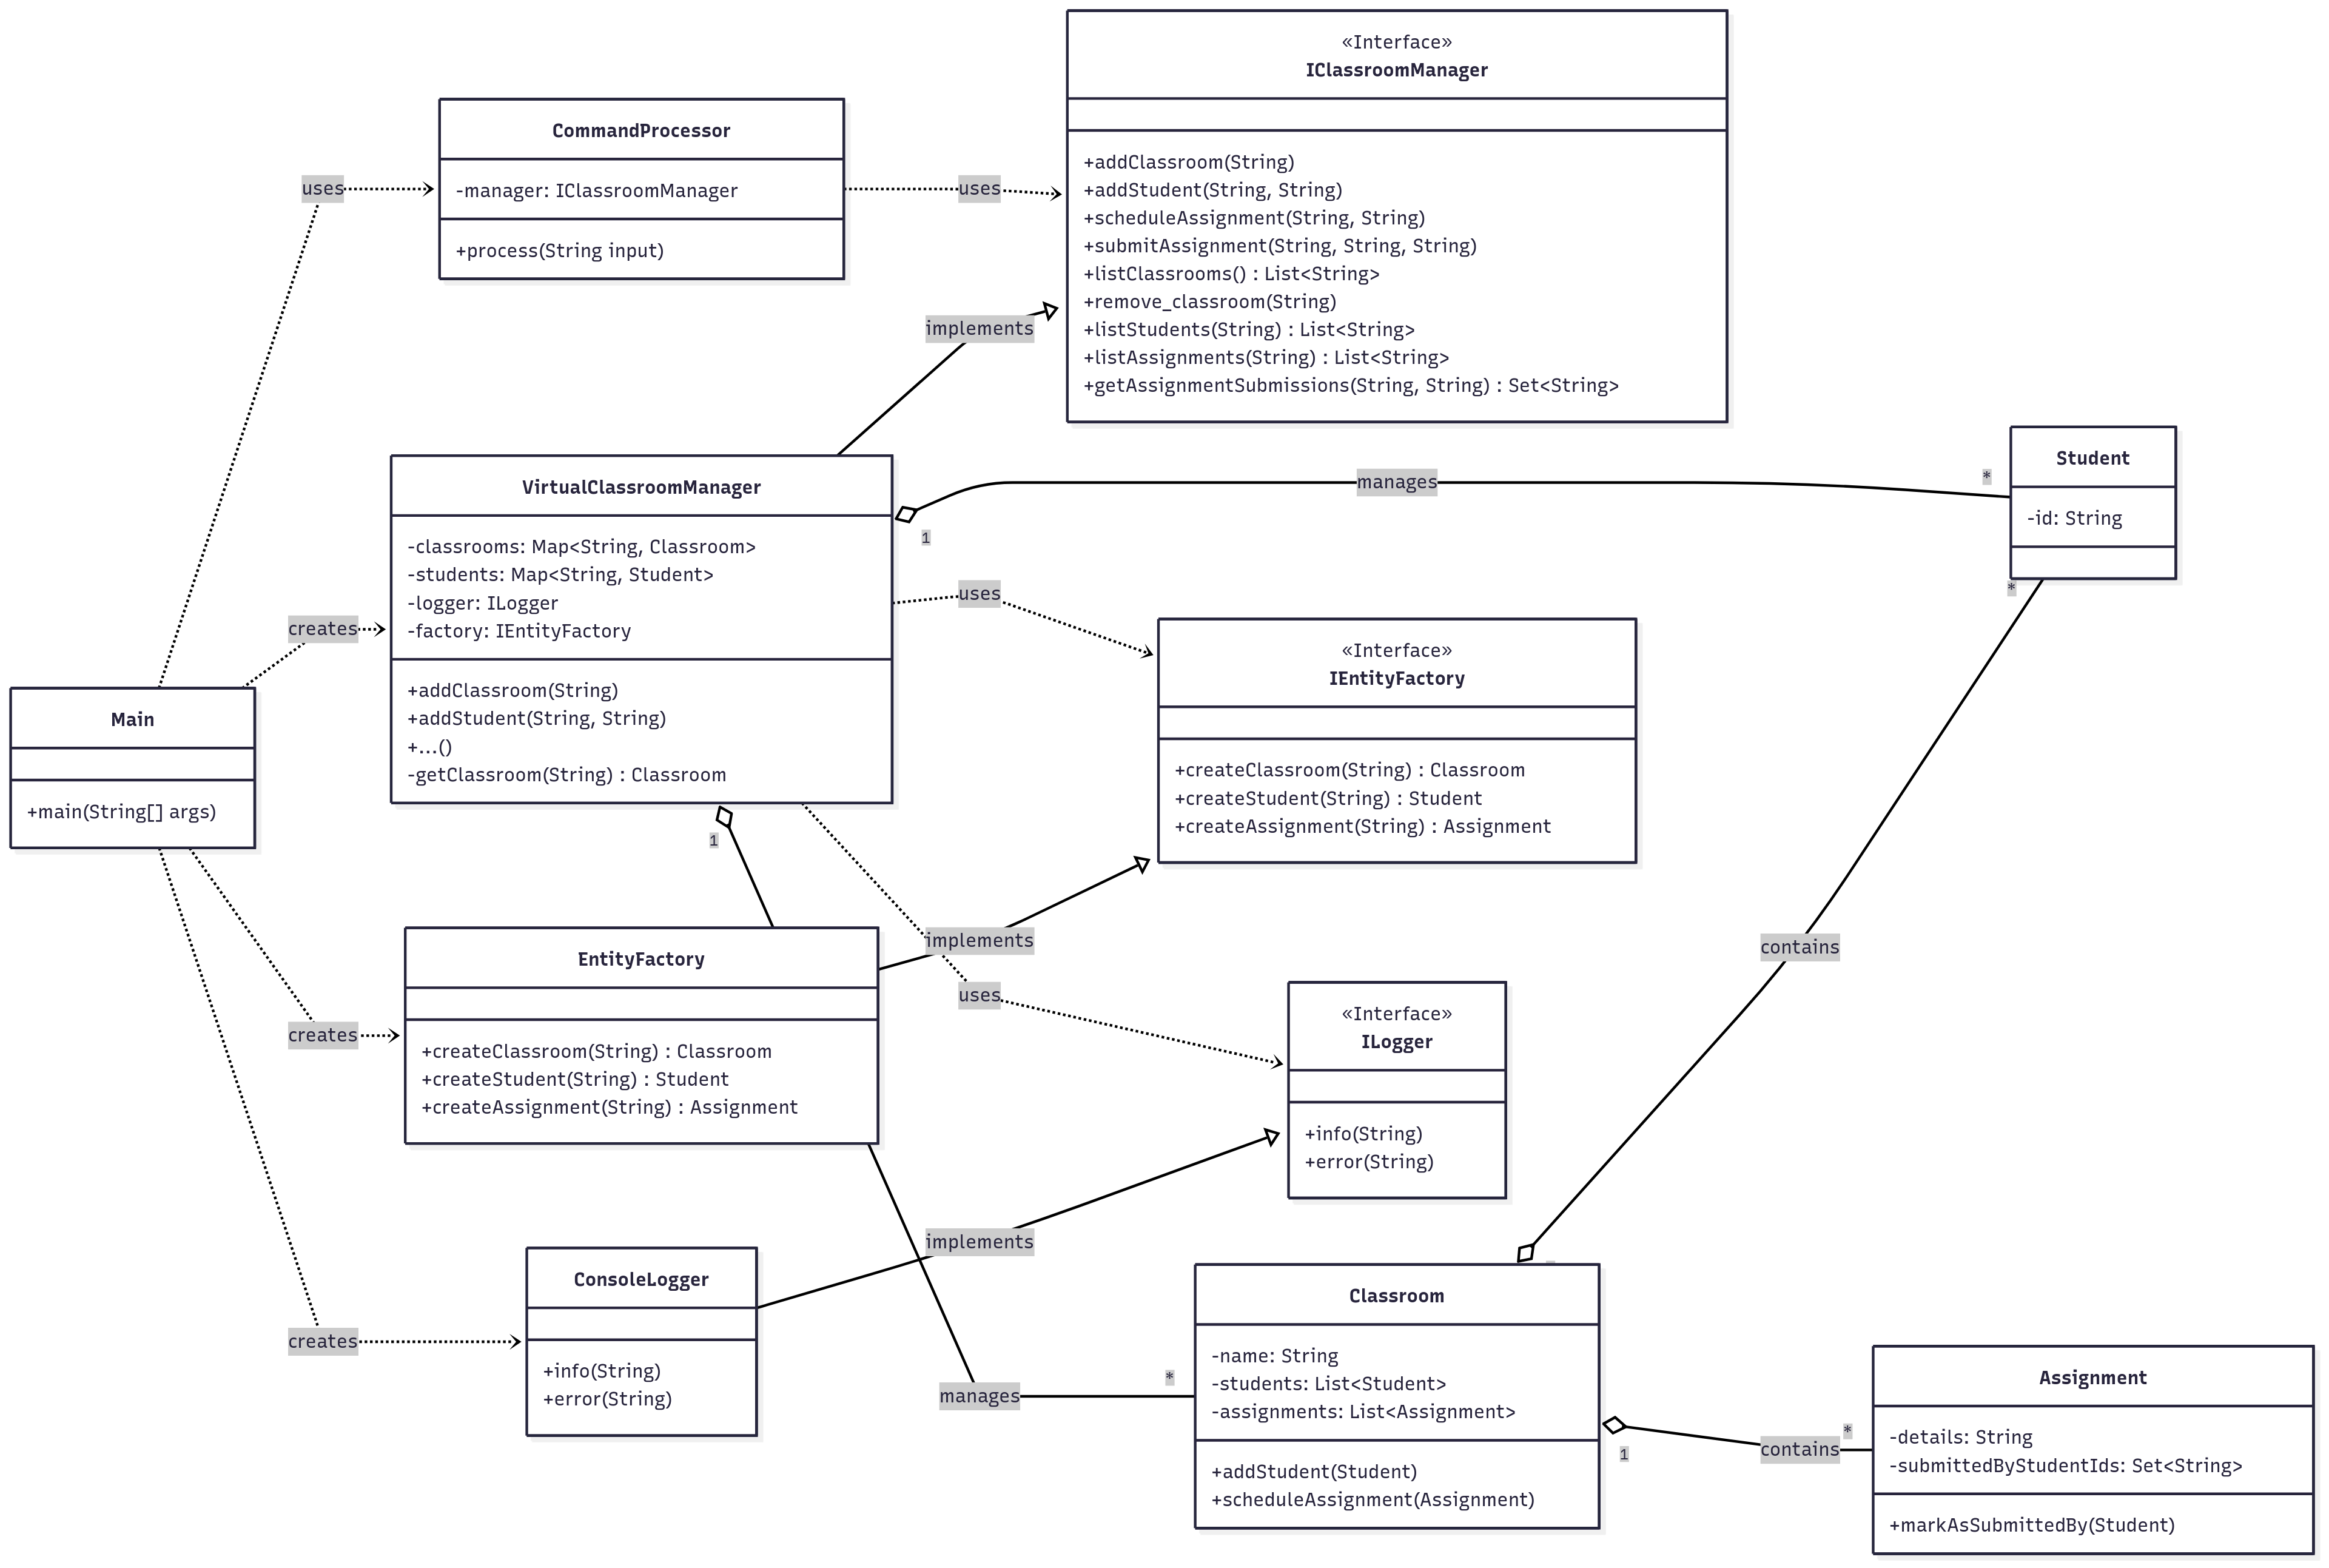 «Interface»
IClassroomManager
+addClassroom(String)
+addStudent(String, String)
+scheduleAssignment(String, String)
+submitAssignment(String, String, String)
+listClassrooms() : List<String>
+remove_classroom(String)
+listStudents(String) : List<String>
+listAssignments(String) : List<String>
+getAssignmentSubmissions(String, String) : Set<String>
CommandProcessor
-manager: IClassroomManager
+process(String input)
uses
uses
implements
VirtualClassroomManager
-classrooms: Map<String, Classroom>
-students: Map<String, Student>
-logger: ILogger
-factory: IEntityFactory
+addClassroom(String)
+addStudent(String, String)
+...()
-getClassroom(String) : Classroom
manages
1
*
Student
-id: String
*
uses
«Interface»
IEntityFactory
+createClassroom(String) : Classroom
+createStudent(String) : Student
+createAssignment(String) : Assignment
creates
Main
+main(String[] args)
1
EntityFactory
+createClassroom(String) : Classroom
+createStudent(String) : Student
+createAssignment(String) : Assignment
implements
uses
creates
contains
«Interface»
ILogger
+info(String)
+error(String)
implements
ConsoleLogger
+info(String)
+error(String)
creates
manages
*
Classroom
-name: String
-students: List<Student>
-assignments: List<Assignment>
+addStudent(Student)
+scheduleAssignment(Assignment)
1
contains
*
Assignment
-details: String
-submittedByStudentIds: Set<String>
+markAsSubmittedBy(Student)